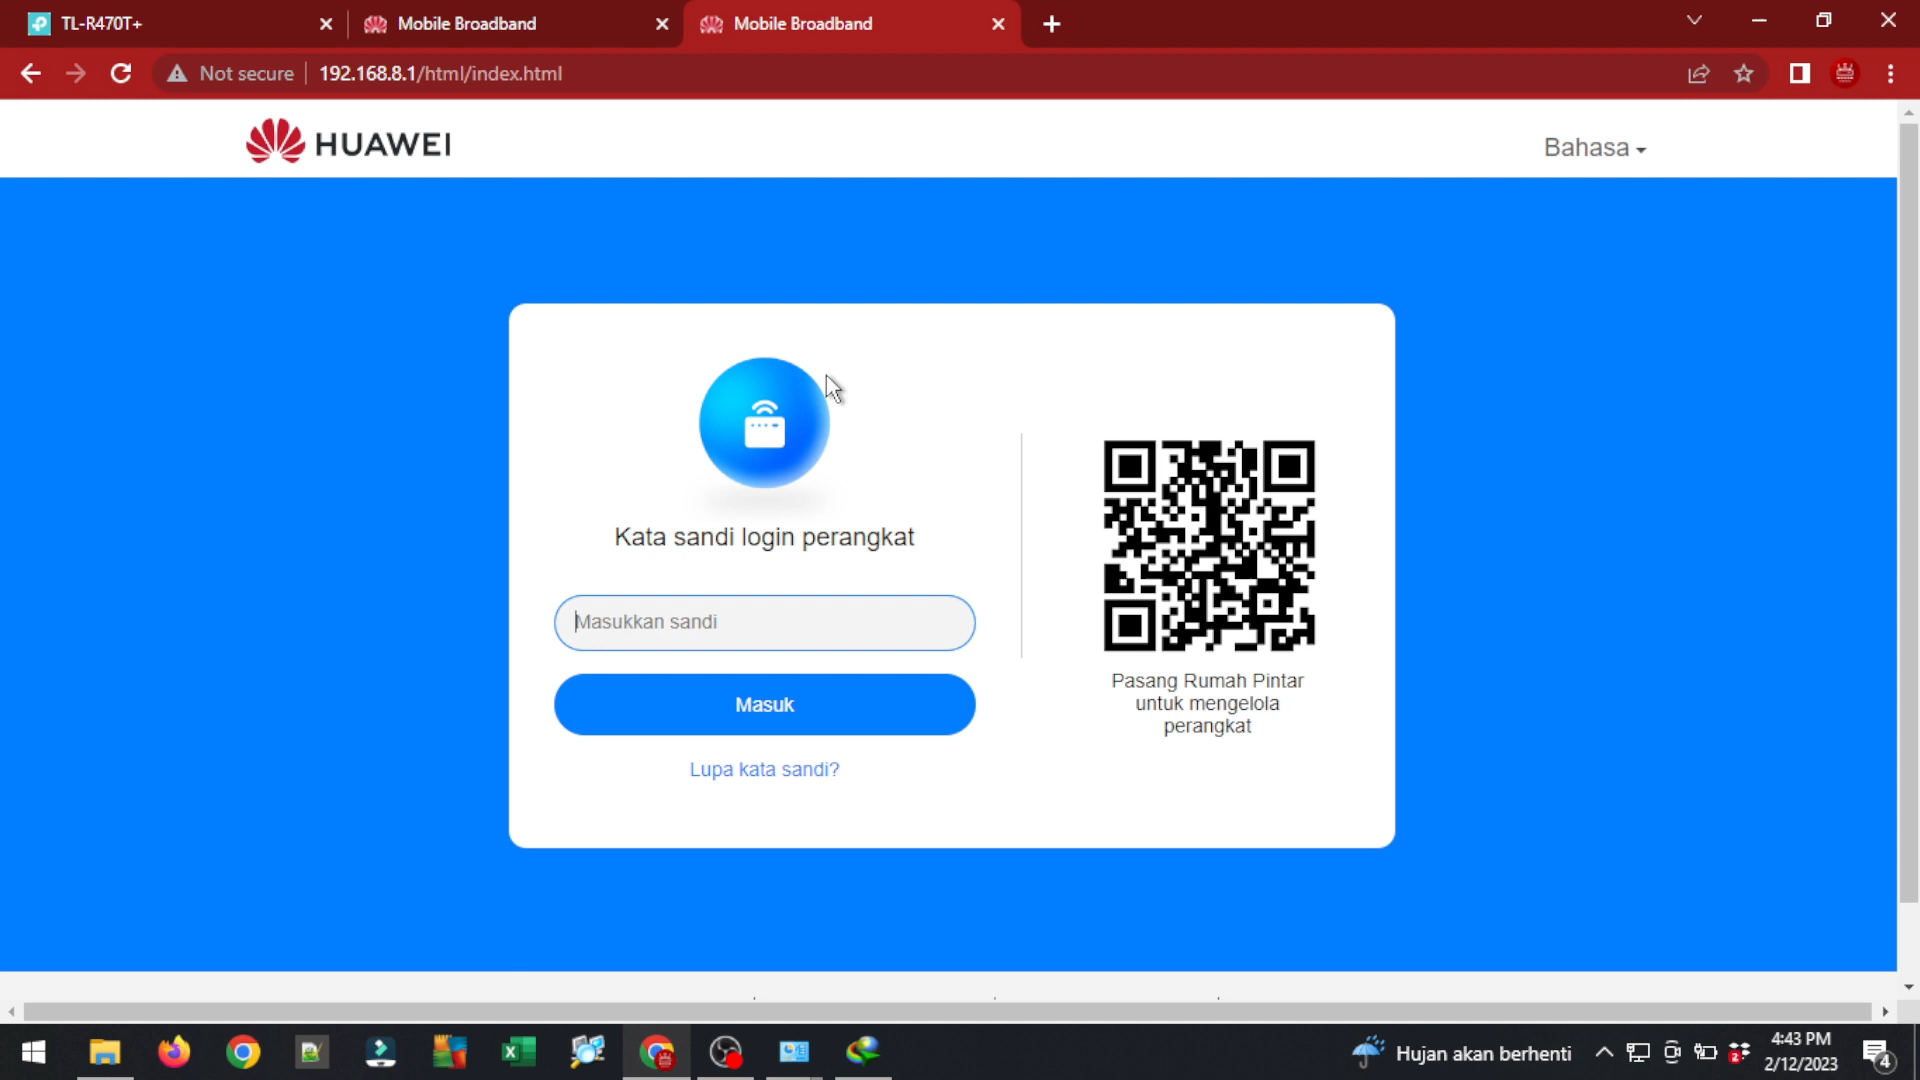 TL-R470T+
Mobile Broadband
Mobile Broadband
Not secure
192.168.8.1/html/index.html
HUAWEI
Bahasa
Kata sandi login perangkat
Masukkan sandi
Masuk
Lupa kata sandi?
Pasang Rumah Pintar
untuk mengelola
perangkat
Hujan akan berhenti
2
4:43 PM
2/12/2023
4